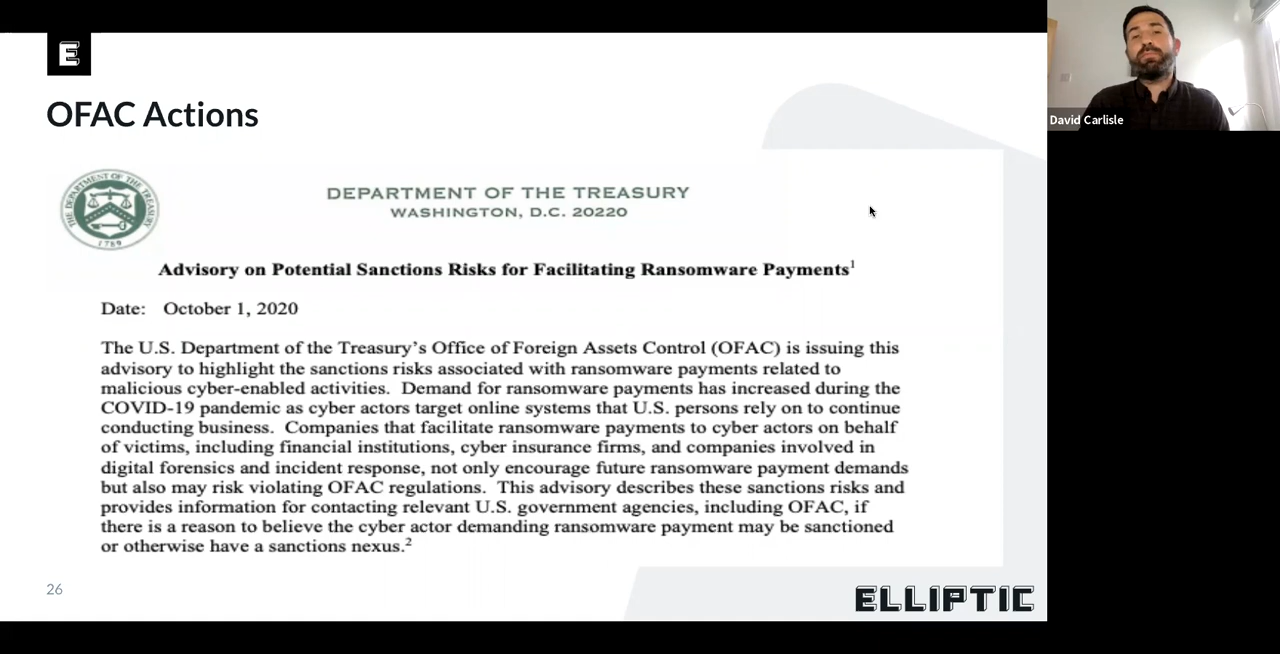 E
OFAC Actions
THE DEPARTMENT OF THE TREASURY
1789
DEPARTMENT OF THE TREASURY
WASHINGTON, D.C. 20220
Advisory on Potential Sanctions Risks for Facilitating Ransomware Payments¹
Date: October 1, 2020
The U.S. Department of the Treasury's Office of Foreign Assets Control (OFAC) is issuing this
advisory to highlight the sanctions risks associated with ransomware payments related to
malicious cyber-enabled activities. Demand for ransomware payments has increased during the
COVID-19 pandemic as cyber actors target online systems that U.S. persons rely on to continue
conducting business. Companies that facilitate ransomware payments to cyber actors on behalf
of victims, including financial institutions, cyber insurance firms, and companies involved in
digital forensics and incident response, not only encourage future ransomware payment demands
but also may risk violating OFAC regulations. This advisory describes these sanctions risks and
provides information for contacting relevant U.S. government agencies, including OFAC, if
there is a reason to believe the cyber actor demanding ransomware payment may be sanctioned
or otherwise have a sanctions nexus.²
26
ELLIPTIC
David Carlisle